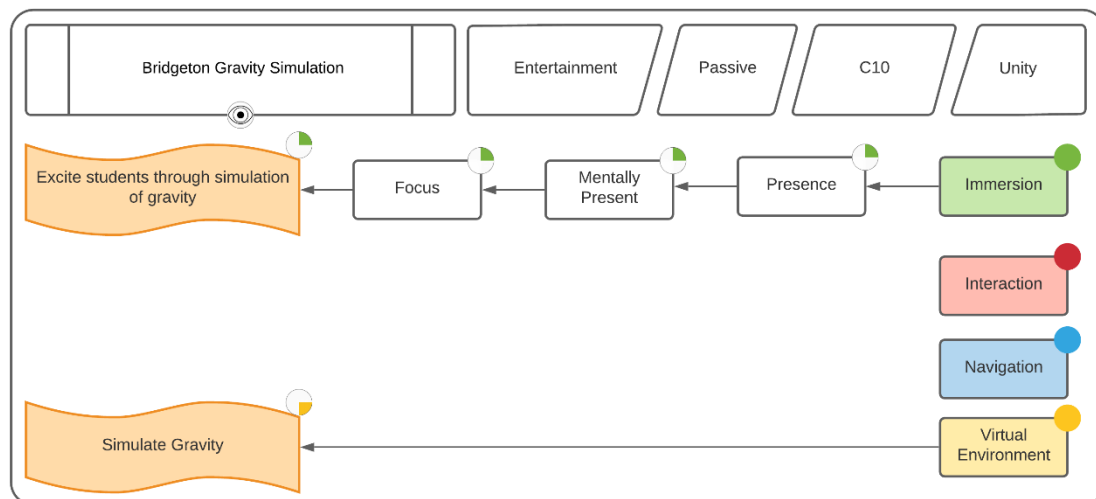 Bridgeton Gravity Simulation
Entertainment
Passive
C10
Unity
Excite students through simulation
of gravity
Focus
Mentally
Present
Presence
Immersion
Interaction
Navigation
Simulate Gravity
Virtual
Environment